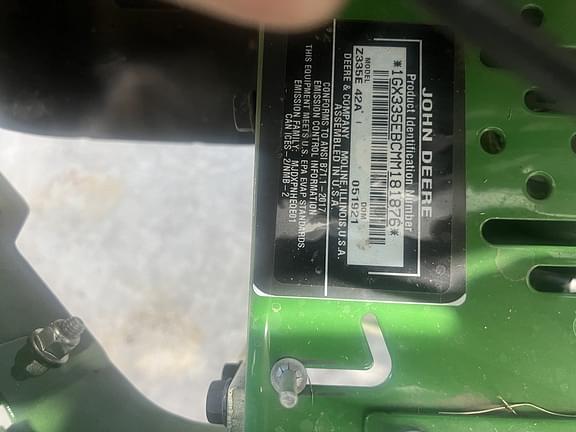 JOHN DEERE
Product Identification Number
*1GX335EBCMM181876*
MODEL DOM
Z335E 42A 051921
DEERE & COMPANY MOLINE, ILLINOIS, U.S.A.
ASSEMBLED IN U.S.A.
CONFORMS TO ANSI B71.1-2017
EMISSION CONTROL INFORMATION
THIS EQUIPMENT MEETS U.S. EPA EVAP STANDARDS.
EMISSION FAMILY:
CAN ICES-2/NMB-2